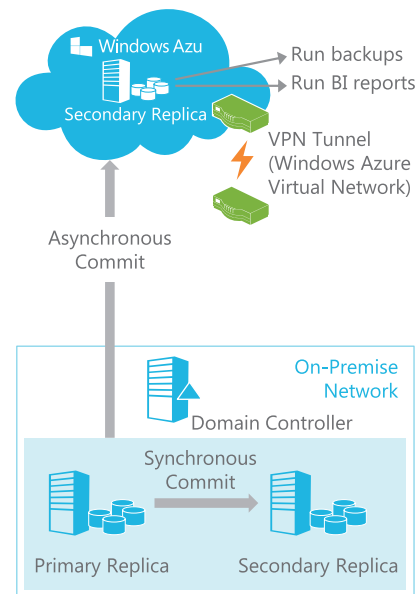 Windows Azu
Run backups
Run BI reports
Secondary Replica
VPN Tunnel
(Windows Azure
Virtual Network)
Asynchronous
Commit
On-Premise
Network
Domain Controller
Synchronous
Commit
Primary Replica
Secondary Replica